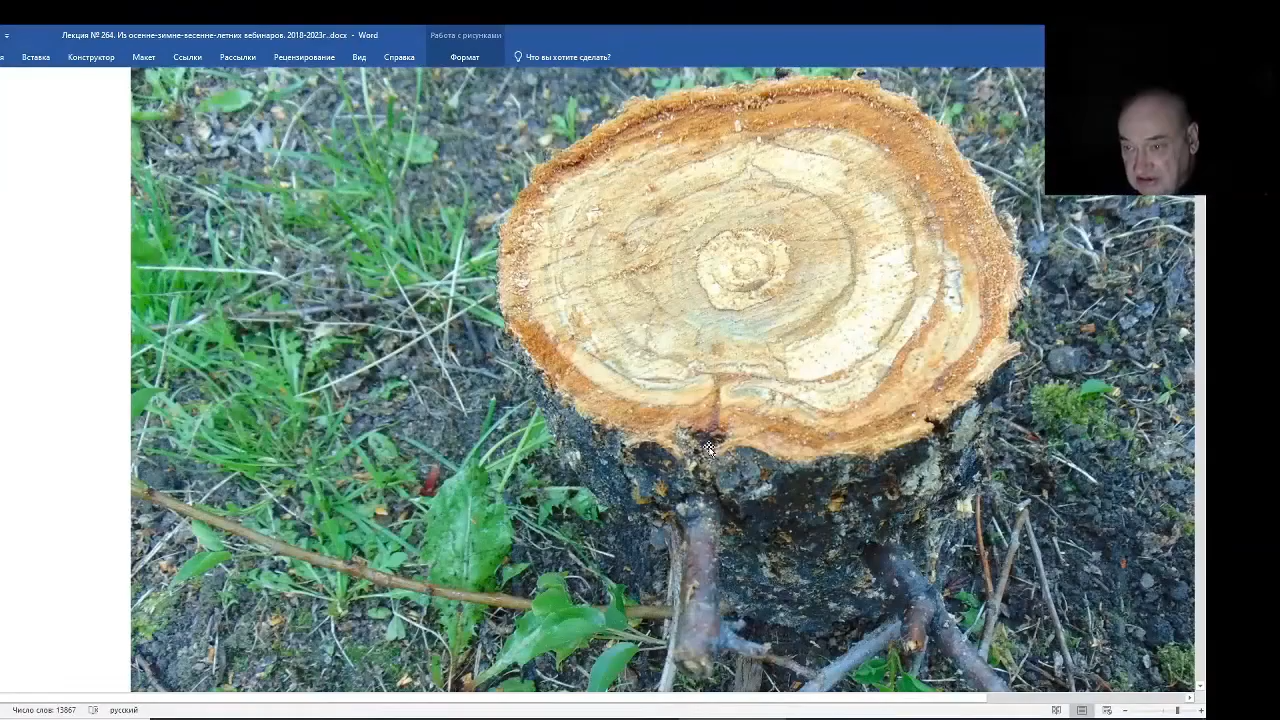 Лекция № 264. Из осенне-зимне-весенне-летних вебинаров. 2018-2023г..docx - Word
Работа с рисунками
я Вставка Конструктор Макет Ссылки Рассылки Рецензирование Вид Справка Формат Что вы хотите сделать?
Число слов: 13867 русский